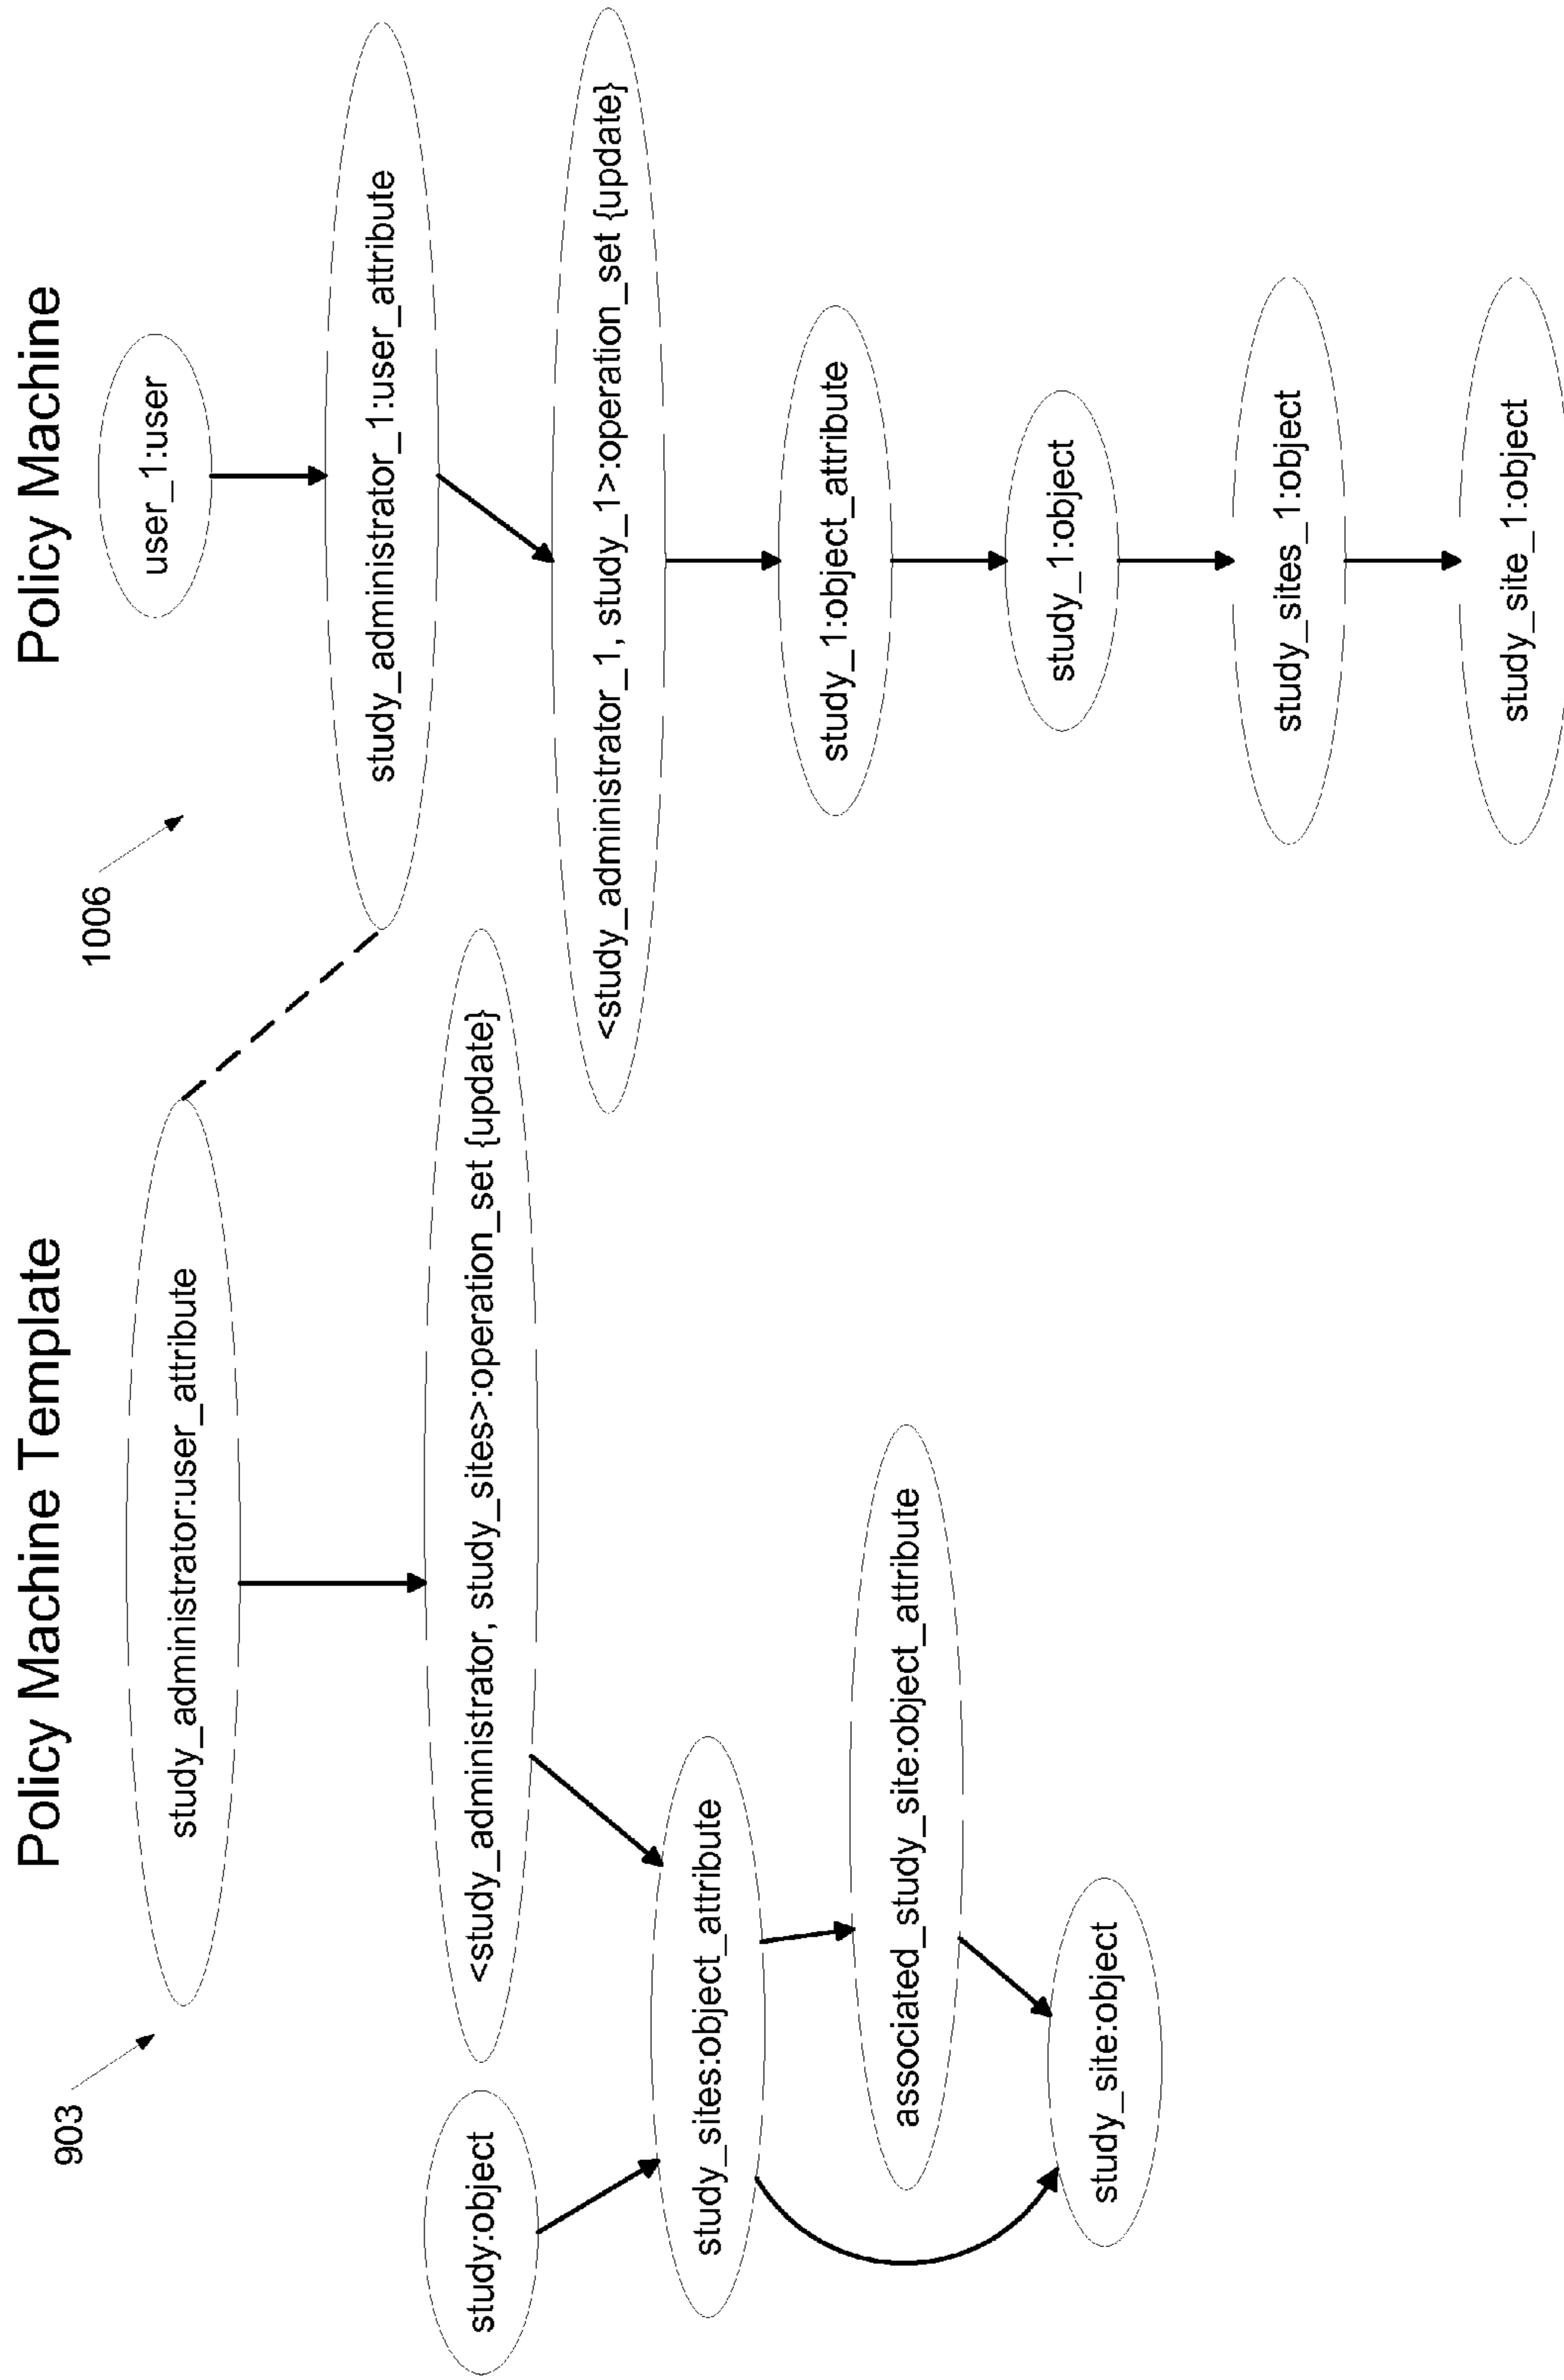 Policy Machine Template
903
study_administrator:user_attribute
study:object
<study_administrator, study_sites>:operation_set {update}
study_sites:object_attribute
associated_study_site:object_attribute
study_site:object
Policy Machine
1006
user_1:user
study_administrator_1:user_attribute
<study_administrator_1, study_1>:operation_set {update}
study_1:object_attribute
study_1:object
study_sites_1:object
study_site_1:object